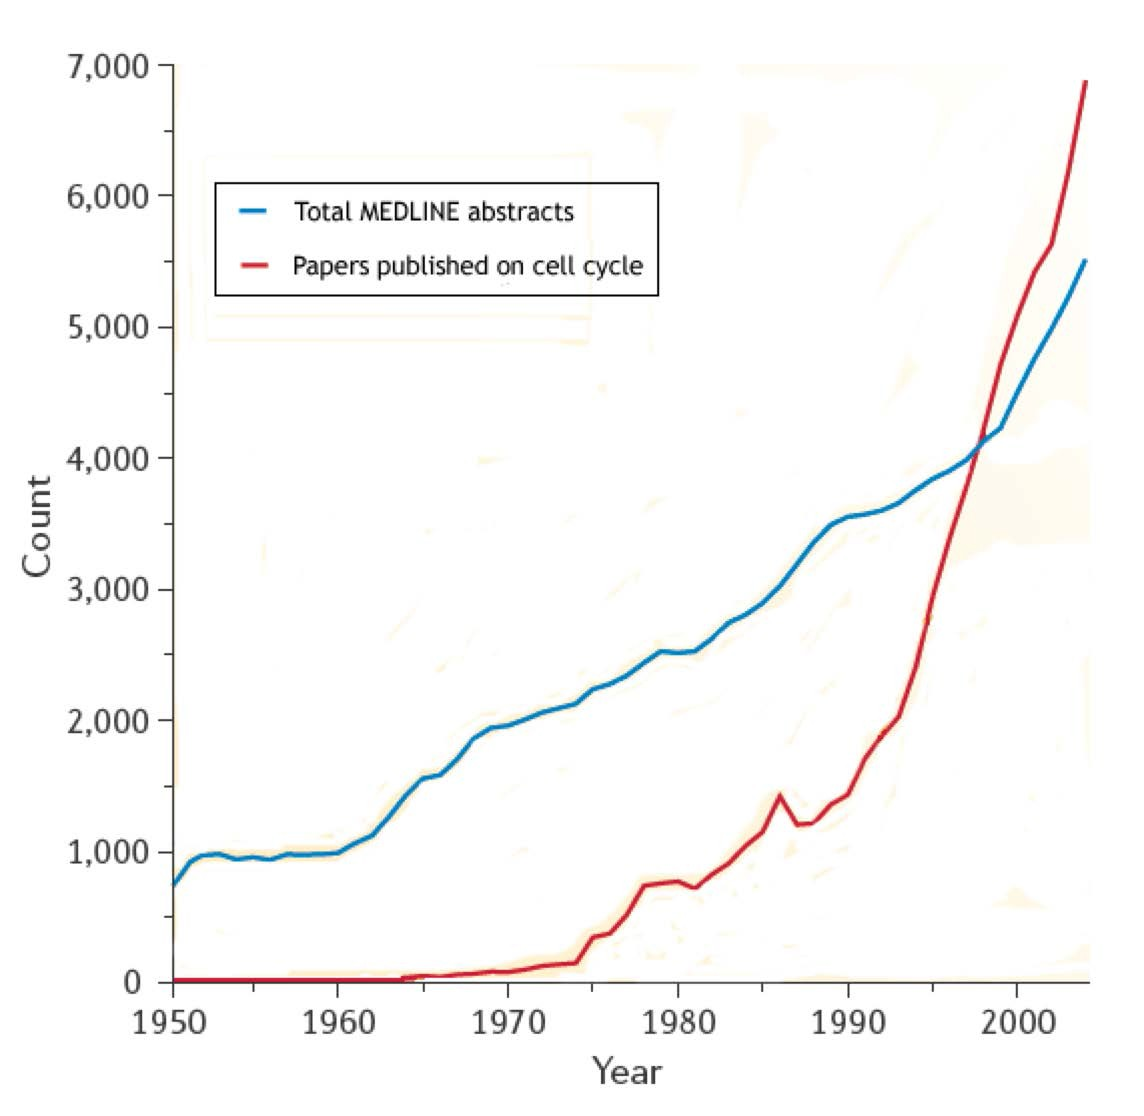 7,000
6,000
5,000
4,000
3,000
2,000
1,000
0
Count
Total MEDLINE abstracts
Papers published on cell cycle
1950 1960 1970 1980 1990 2000
Year